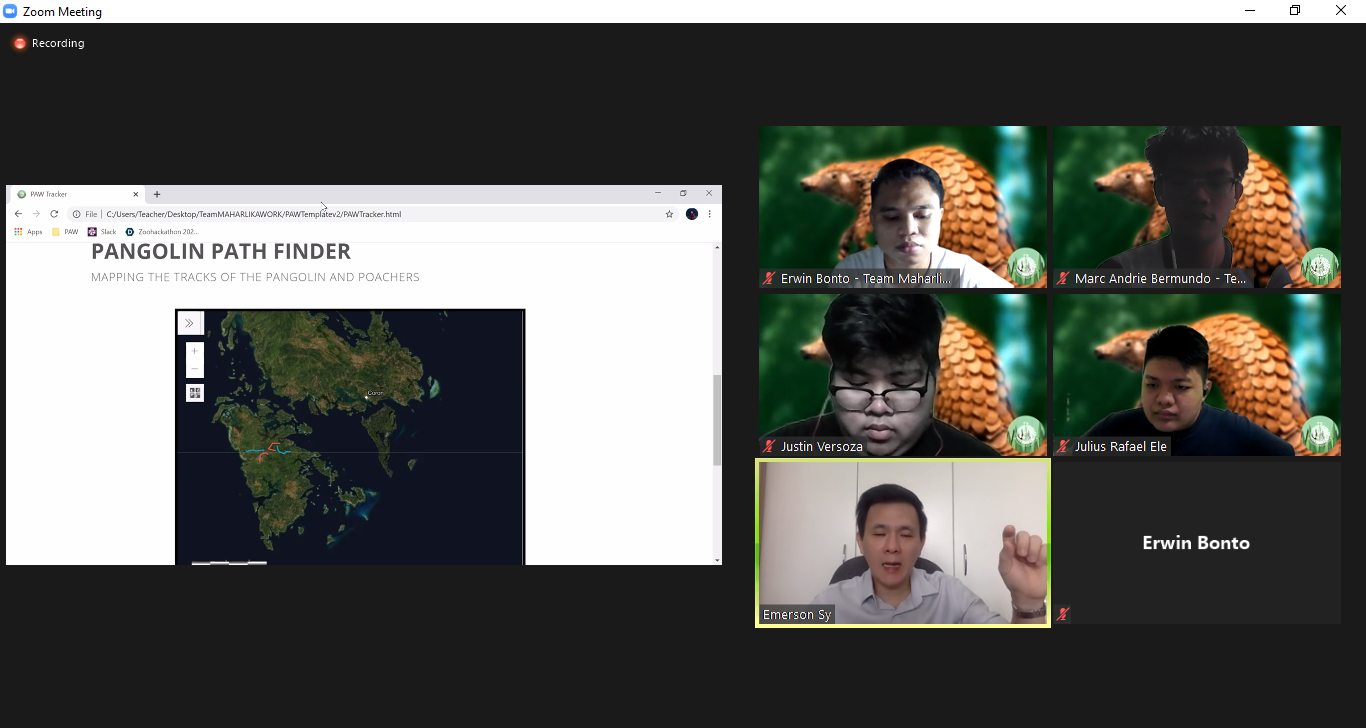 Zoom Meeting
Recording
PAW Tracker
File | C:/Users/Teacher/Desktop/TeamMAHARLIKAWORK/PAWTemplatev2/PAWTracker.html
Apps PAW Slack Zoohackathon 202...
PANGOLIN PATH FINDER
MAPPING THE TRACKS OF THE PANGOLIN AND POACHERS
Coron
Erwin Bonto - Team Maharli...
Marc Andrie Bermundo - Te...
Justin Versoza
Julius Rafael Ele
Emerson Sy
Erwin Bonto